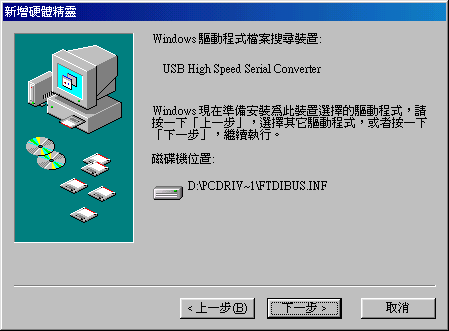 新增硬體精靈
Windows 驅動程式檔案搜尋裝置:
USB High Speed Serial Converter
Windows 現在準備安裝為此裝置選擇的驅動程式，請
按一下「上一步」，選擇其它驅動程式，或者按一下
「下一步」，繼續執行。
磁碟機位置:
D:\PCDRIV~1\FTDIBUS.INF
< 上一步(B)
下一步 >
取消